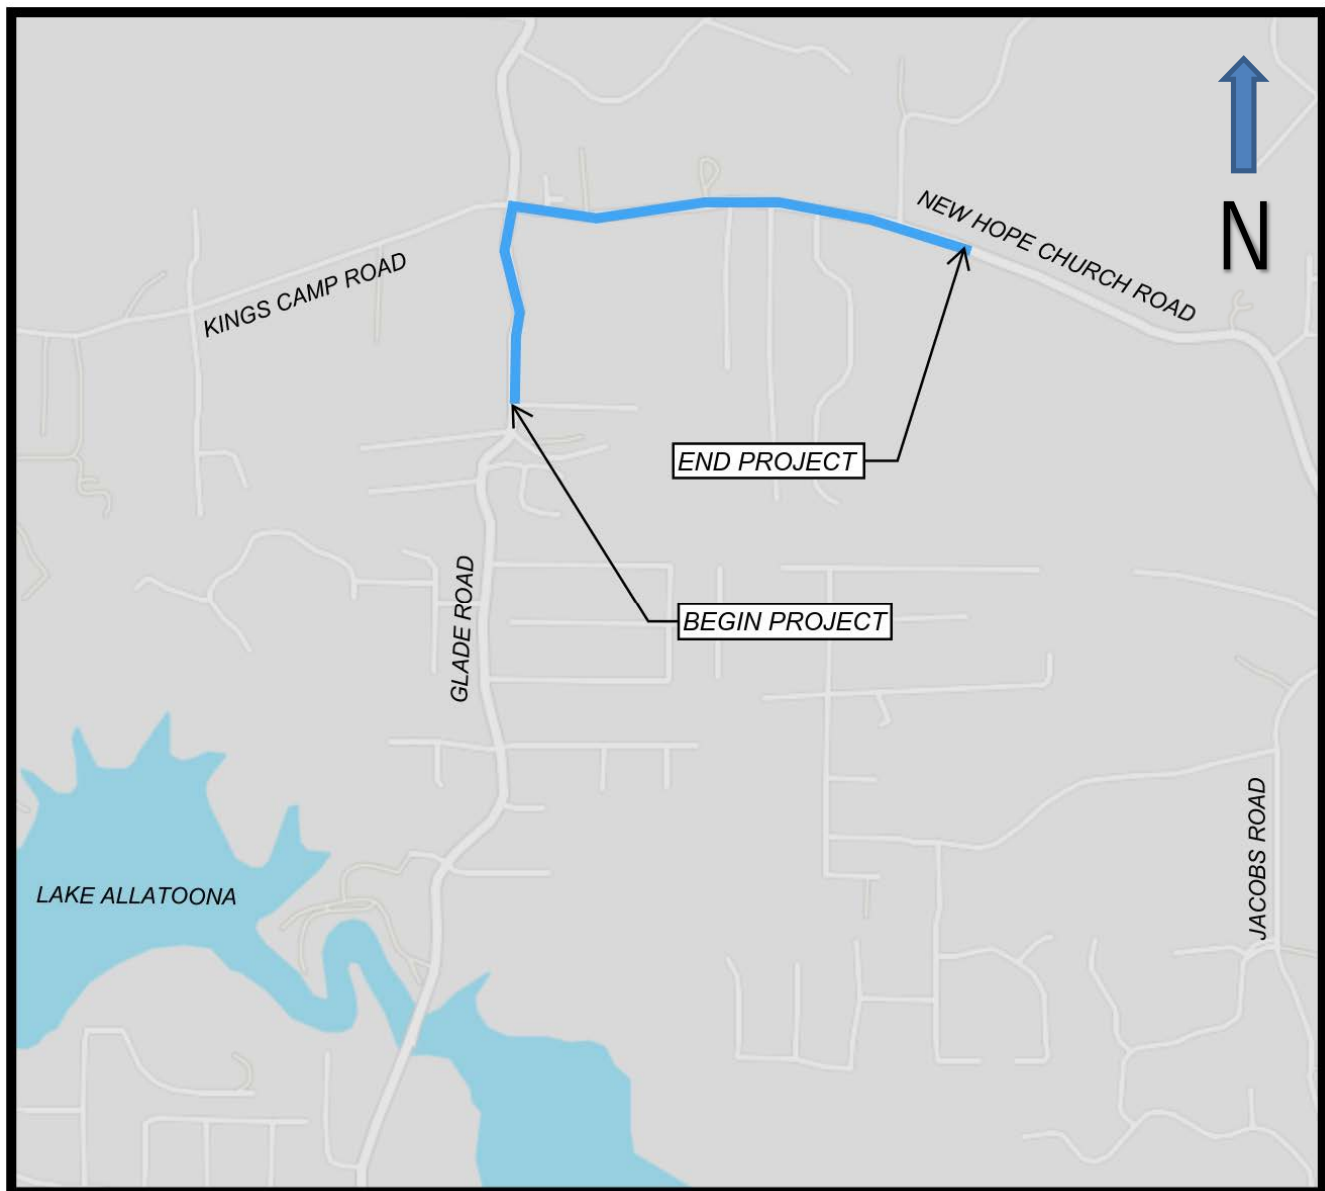 N
NEW HOPE CHURCH ROAD
KINGS CAMP ROAD
END PROJECT
BEGIN PROJECT
GLADE ROAD
JACOBS ROAD
LAKE ALLATOONA